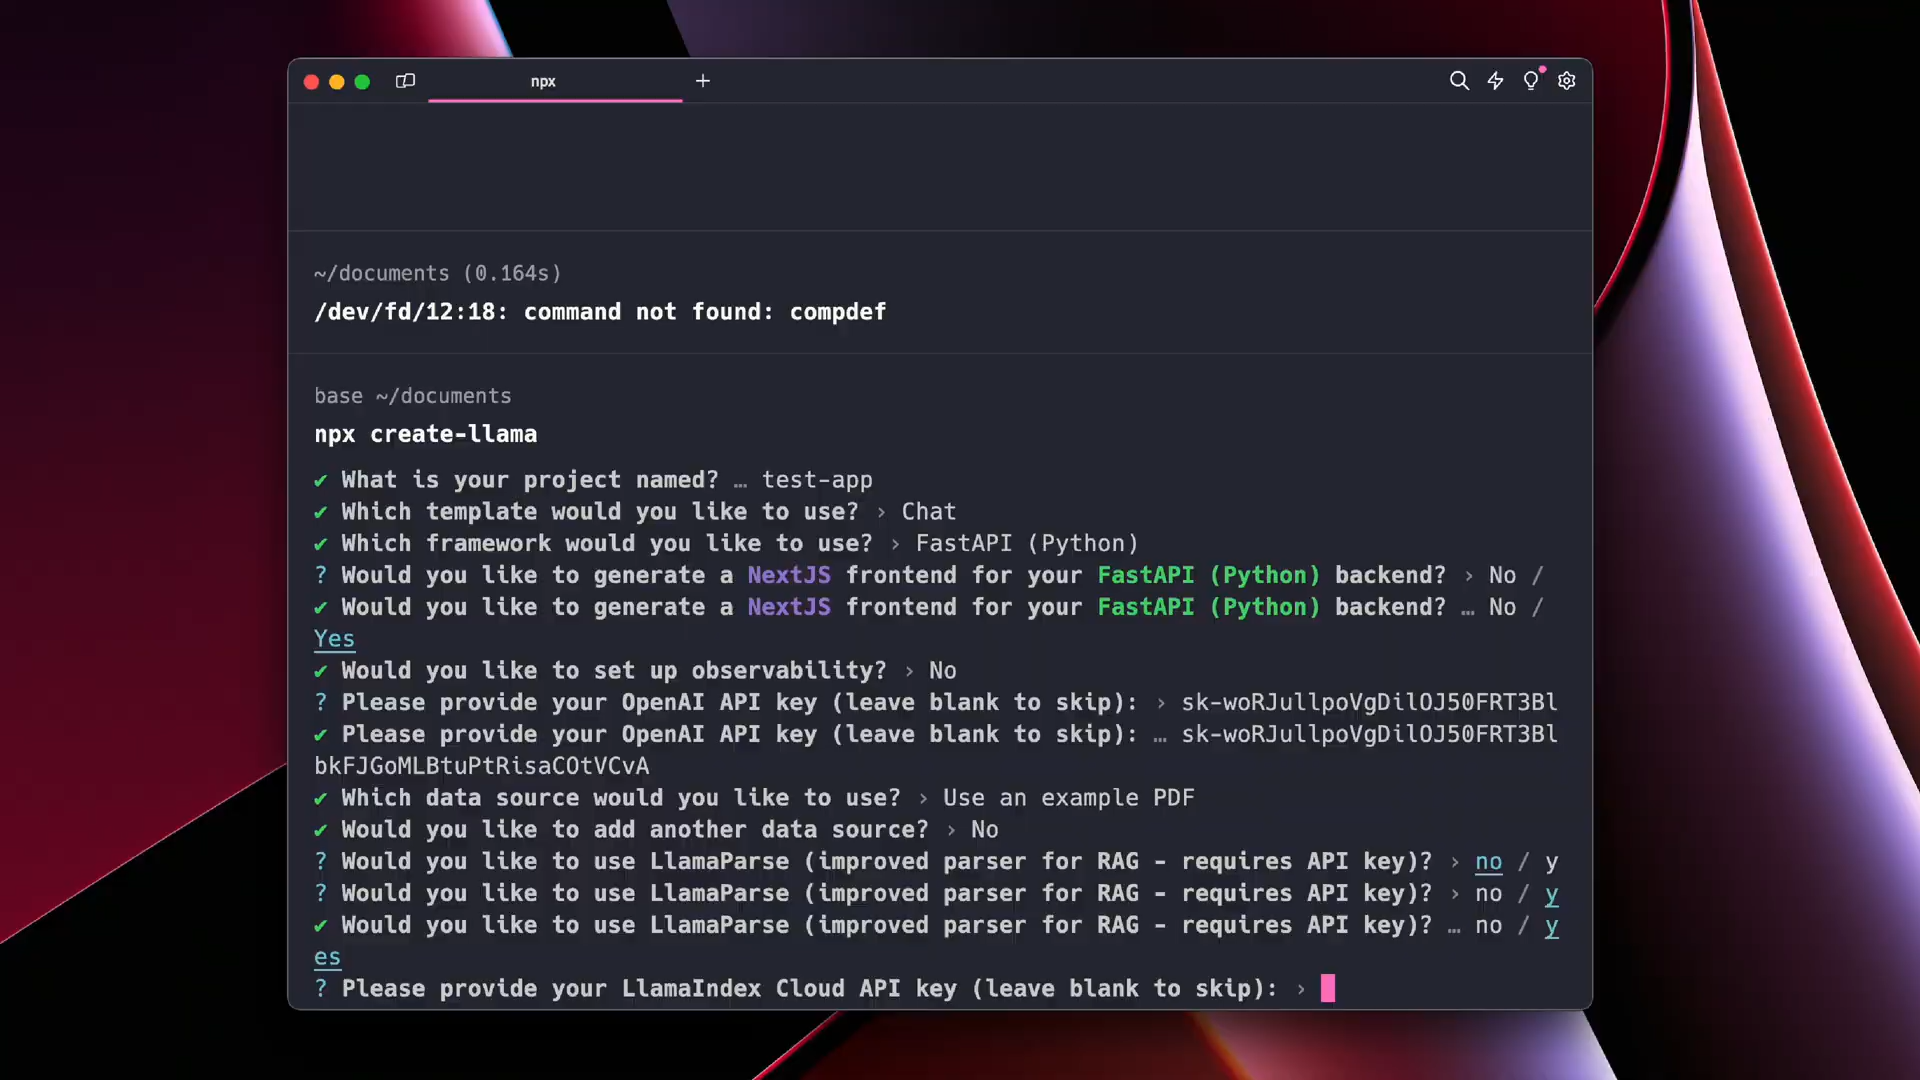 npx
~/documents (0.164s)
/dev/fd/12:18: command not found: compdef
base ~/documents
npx create-llama
✔ What is your project named? … test-app
✔ Which template would you like to use? › Chat
✔ Which framework would you like to use? › FastAPI (Python)
? Would you like to generate a NextJS frontend for your FastAPI (Python) backend? › No /
✔ Would you like to generate a NextJS frontend for your FastAPI (Python) backend? … No /
Yes
✔ Would you like to set up observability? › No
? Please provide your OpenAI API key (leave blank to skip): › sk-woRJullpoVgDilOJ50FRT3Bl
✔ Please provide your OpenAI API key (leave blank to skip): … sk-woRJullpoVgDilOJ50FRT3Bl
bkFJGoMLBtuPtRisaCOtVCvA
✔ Which data source would you like to use? › Use an example PDF
✔ Would you like to add another data source? › No
? Would you like to use LlamaParse (improved parser for RAG - requires API key)? › no / y
? Would you like to use LlamaParse (improved parser for RAG - requires API key)? › no / y
✔ Would you like to use LlamaParse (improved parser for RAG - requires API key)? … no / y
es
? Please provide your LlamaIndex Cloud API key (leave blank to skip): ›